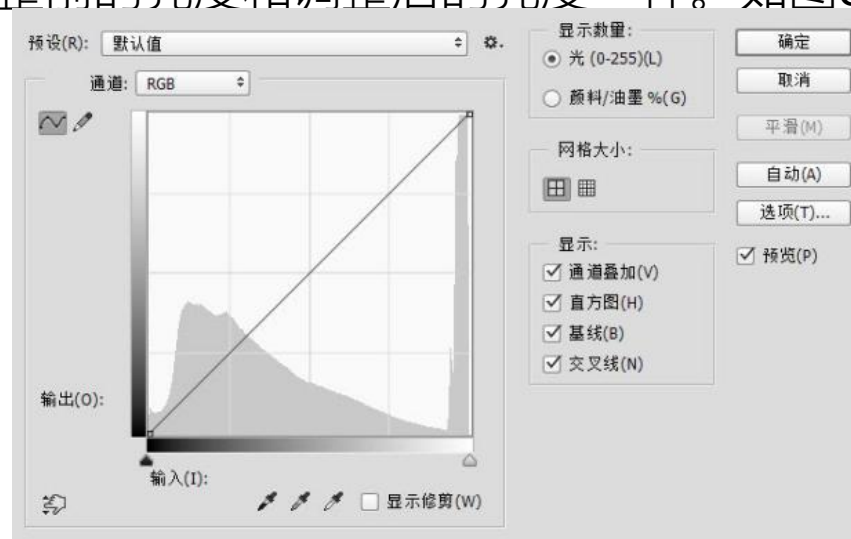 预设(R): 默认值
通道: RGB
输出(O):
输入(I):
显示修剪(W)
显示数量:
光 (0-255)(L)
颜料/油墨 %(G)
网格大小:
显示:
通道叠加(V)
直方图(H)
基线(B)
交叉线(N)
确定
取消
平滑(M)
自动(A)
选项(T)...
预览(P)